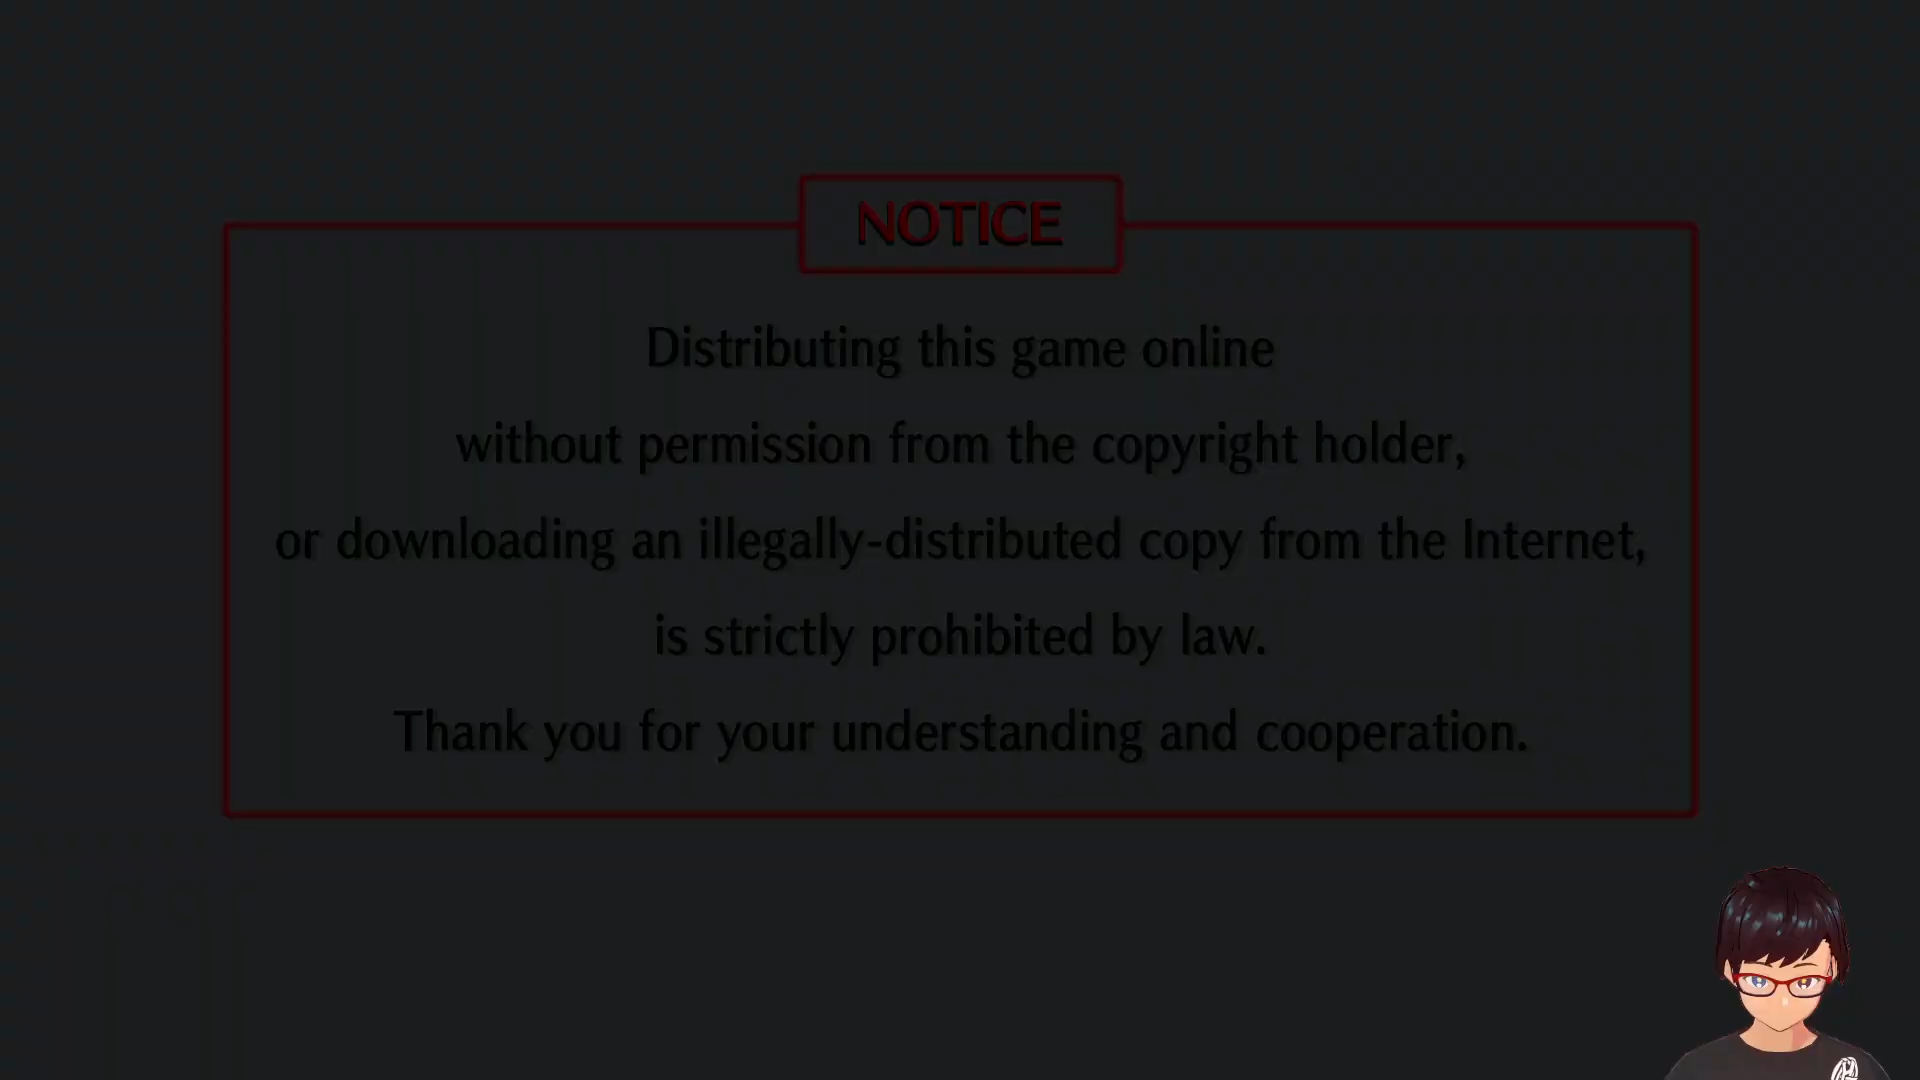 NOTICE
Distributing this game online
without permission from the copyright holder,
or downloading an illegally-distributed copy from the Internet,
is strictly prohibited by law.
Thank you for your understanding and cooperation.